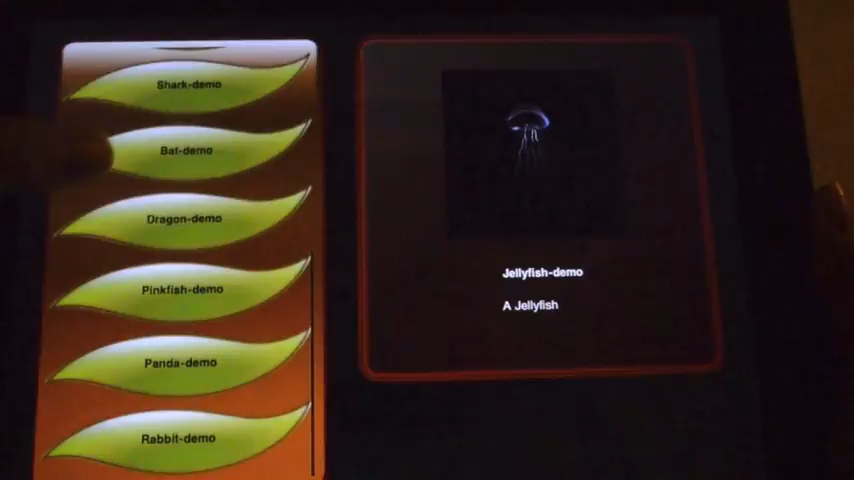 Shark-demo
Bat-demo
Dragon-demo
Pinkfish-demo
Panda-demo
Rabbit-demo
Jellyfish-demo
A Jellyfish